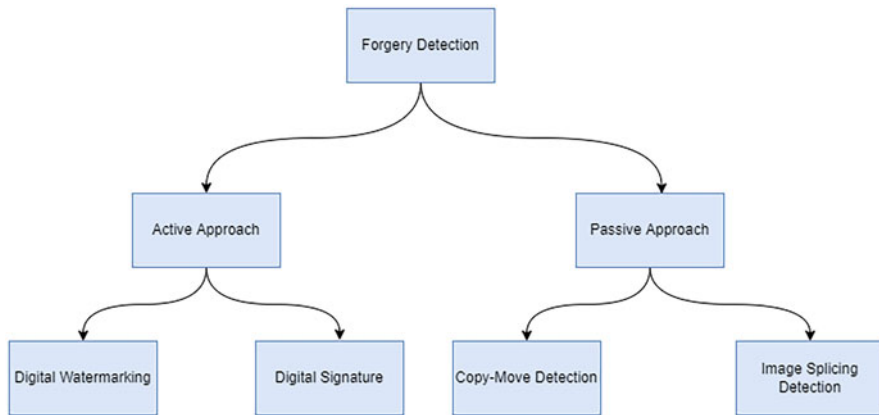 Forgery Detection
Active Approach
Passive Approach
Digital Watermarking
Digital Signature
Copy-Move Detection
Image Splicing
Detection